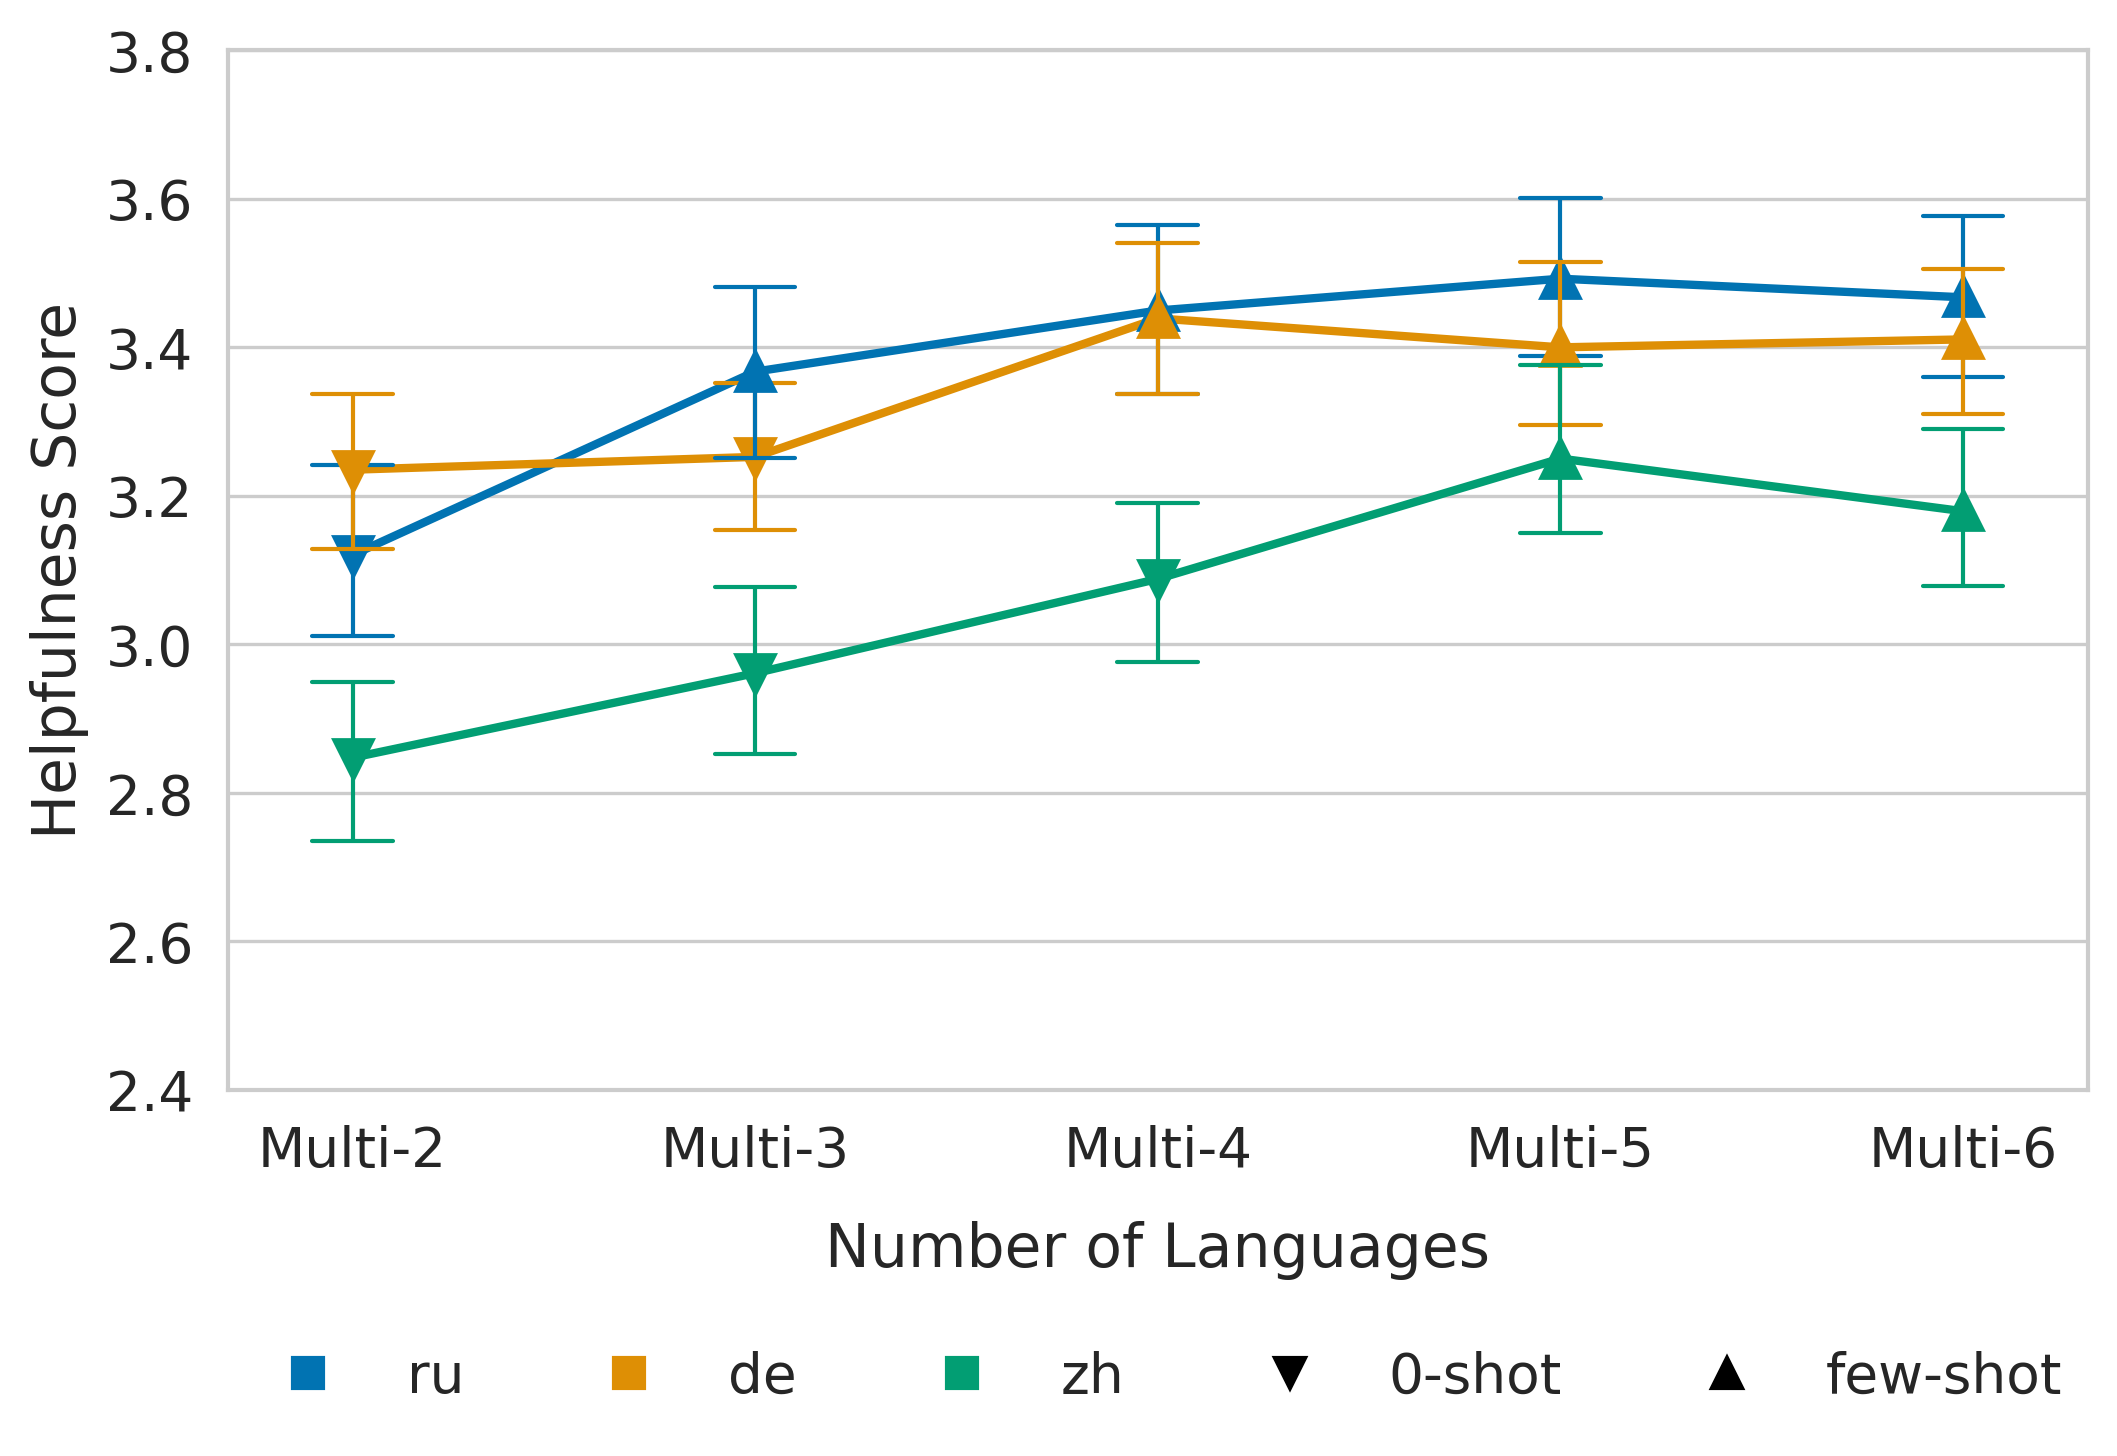 3.8
3.6
3.4
3.2
3.0
2.8
2.6
2.4
Helpfulness Score
Multi-2 Multi-3 Multi-4 Multi-5 Multi-6
Number of Languages
ru de zh 0-shot few-shot